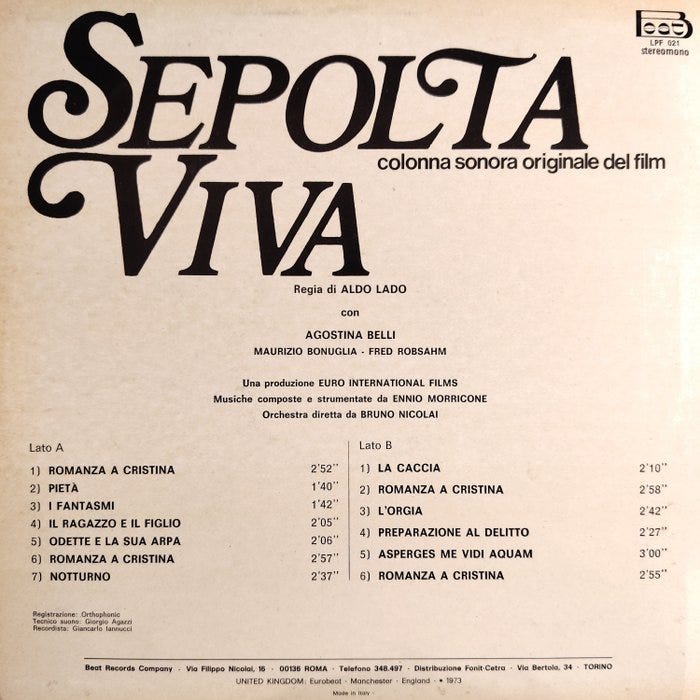 Beat
LPF 021
stereomono
SEPOLTA
colonna sonora originale del film
VIVA
Regia di ALDO LADO
con
AGOSTINA BELLI
MAURIZIO BONUGLIA - FRED ROBSAHM
Una produzione EURO INTERNATIONAL FILMS
Musiche composte e strumentate da ENNIO MORRICONE
Orchestra diretta da BRUNO NICOLAI
Lato A
1) ROMANZA A CRISTINA 2'52''
2) PIETÀ 1'40''
3) I FANTASMI 1'42''
4) IL RAGAZZO E IL FIGLIO 2'05''
5) ODETTE E LA SUA ARPA 2'06''
6) ROMANZA A CRISTINA 2'57''
7) NOTTURNO 2'37''
Lato B
1) LA CACCIA 2'10''
2) ROMANZA A CRISTINA 2'58''
3) L'ORGIA 2'42''
4) PREPARAZIONE AL DELITTO 2'27''
5) ASPERGES ME VIDI AQUAM 3'00''
6) ROMANZA A CRISTINA 2'55''
Registrazione: Orthophonic
Tecnico suono: Giorgio Agazzi
Recordista: Giancarlo Iannucci
Beat Records Company · Via Filippo Nicolai, 16 · 00136 ROMA · Telefono 348.497 · Distribuzione Fonit-Cetra · Via Bertola, 34 · TORINO
UNITED KINGDOM: Eurobeat · Manchester · England · • 1973
Made in Italy ·